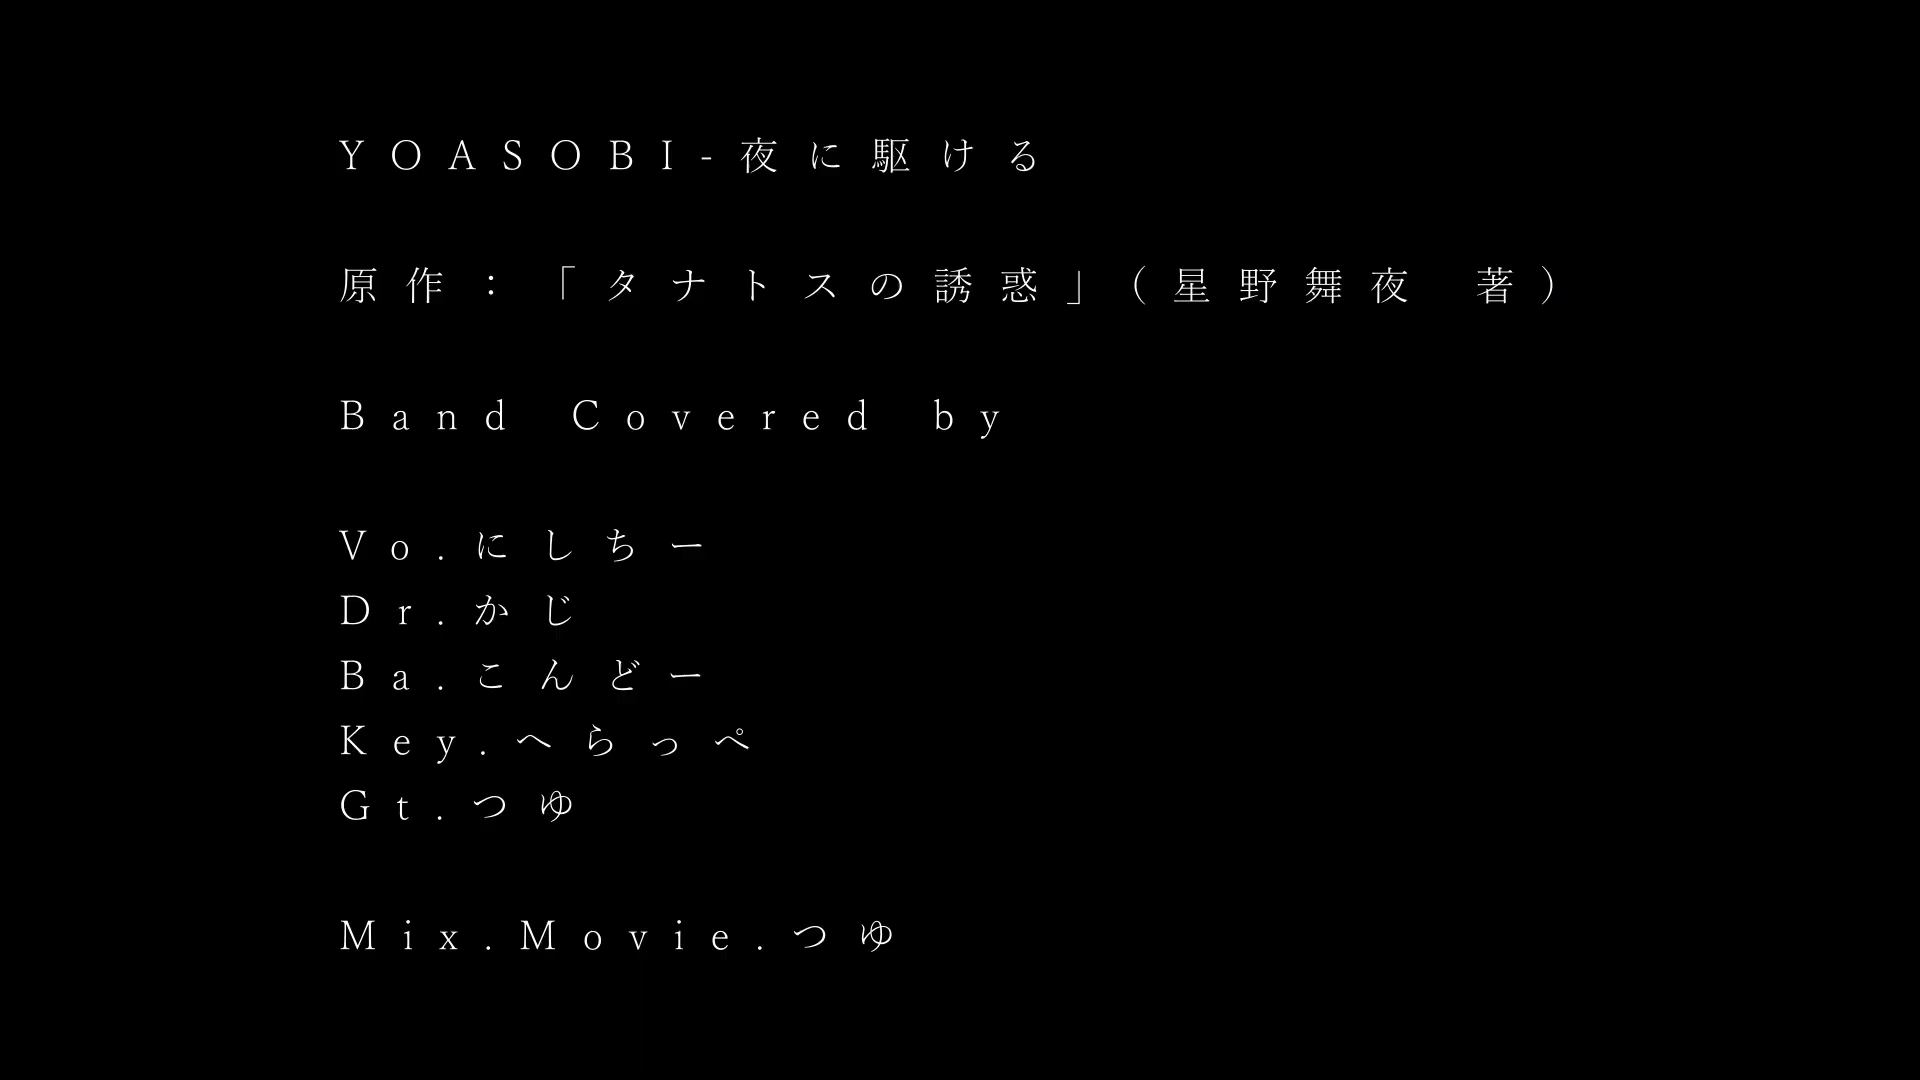 YOASOBI-夜に駆ける
原作：「タナトスの誘惑」（星野舞夜　著）
Band Covered by
Vo.にしちー
Dr.かじ
Ba.こんどー
Key.へらっぺ
Gt.つゆ
Mix.Movie.つゆ